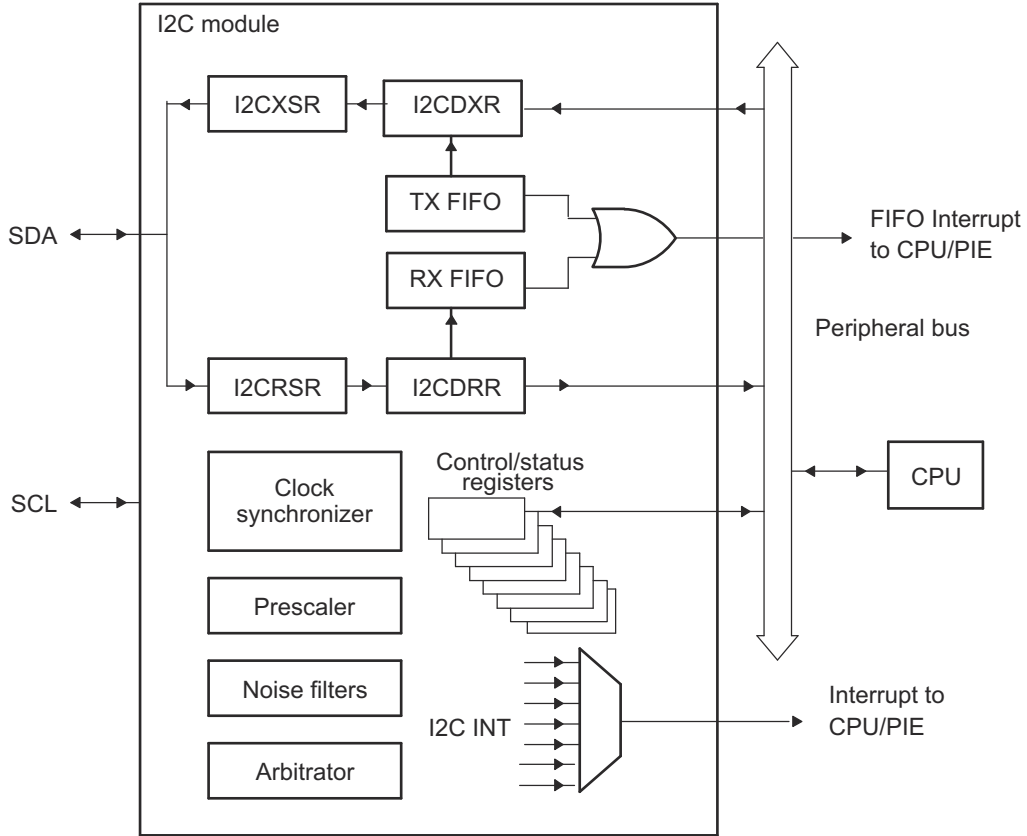 I2C module
I2CXSR
I2CDXR
TX FIFO
SDA
FIFO Interrupt
to CPU/PIE
RX FIFO
Peripheral bus
I2CRSR
I2CDRR
Control/status
registers
Clock
synchronizer
SCL
CPU
Prescaler
Noise filters
I2C INT
Interrupt to
CPU/PIE
Arbitrator